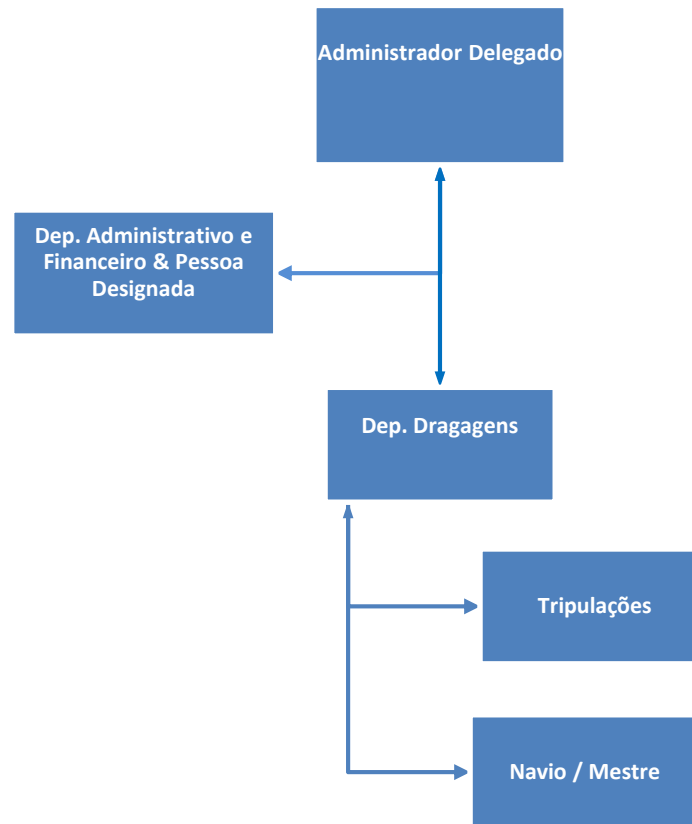 Administrador Delegado
Dep. Administrativo e
Financeiro & Pessoa
Designada
Dep. Dragagens
Tripulações
Navio / Mestre